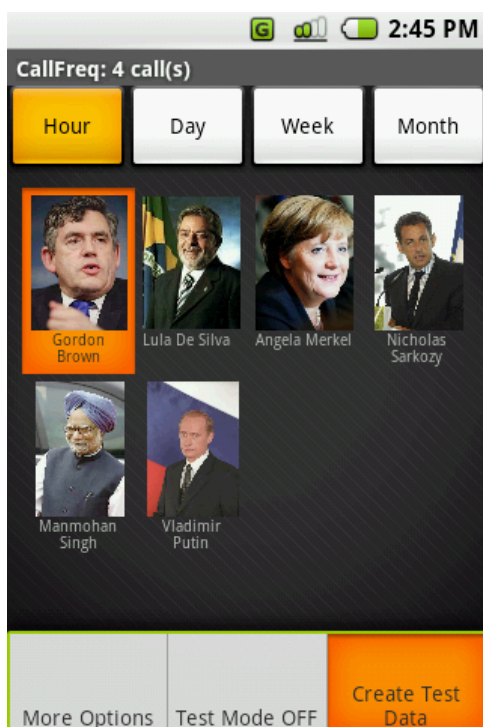 G 2:45 PM
CallFreq: 4 call(s)
Hour Day Week Month
Gordon Brown
Lula De Silva
Angela Merkel
Nicholas Sarkozy
Manmohan Singh
Vladimir Putin
More Options
Test Mode OFF
Create Test Data